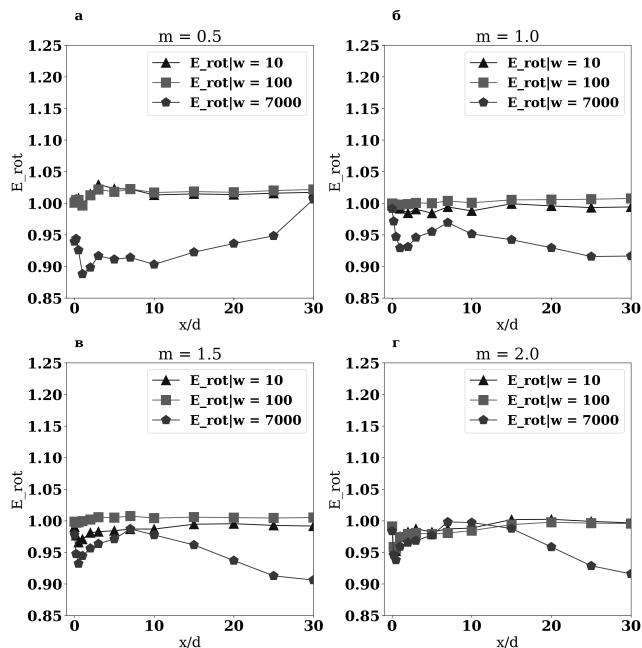 а
m = 0.5
1.25
1.20
1.15
1.10
1.05
1.00
0.95
0.90
0.85
E_rot
E_rot|w = 10
E_rot|w = 100
E_rot|w = 7000
0 10 20 30
x/d
б
m = 1.0
1.25
1.20
1.15
1.10
1.05
1.00
0.95
0.90
0.85
E_rot
E_rot|w = 10
E_rot|w = 100
E_rot|w = 7000
0 10 20 30
x/d
в
m = 1.5
1.25
1.20
1.15
1.10
1.05
1.00
0.95
0.90
0.85
E_rot
E_rot|w = 10
E_rot|w = 100
E_rot|w = 7000
0 10 20 30
x/d
г
m = 2.0
1.25
1.20
1.15
1.10
1.05
1.00
0.95
0.90
0.85
E_rot
E_rot|w = 10
E_rot|w = 100
E_rot|w = 7000
0 10 20 30
x/d